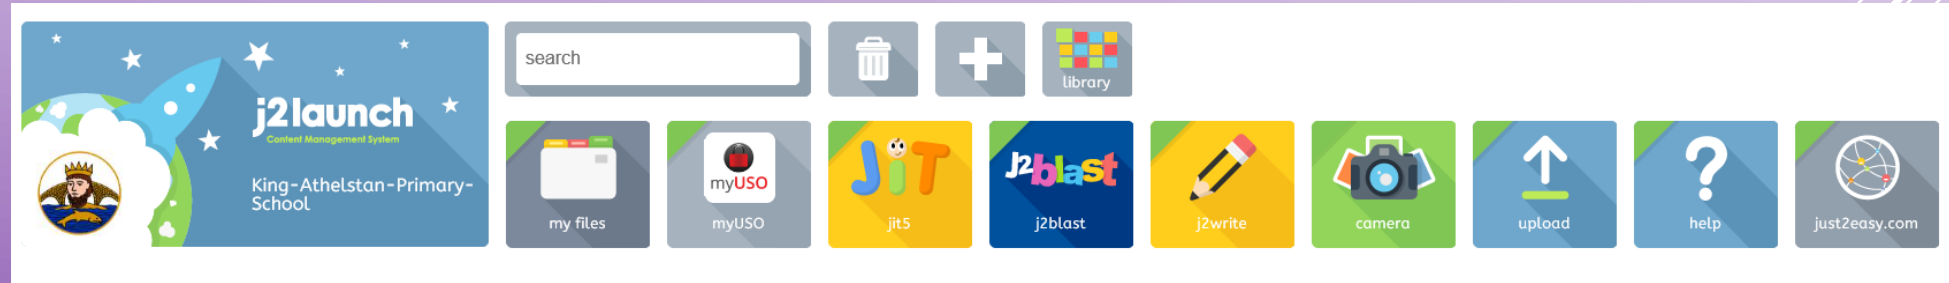 j2launch
Content Management System
King-Athelstan-Primary-
School
search
library
my files
myUSO
myUSO
JiT
jit5
J2blast
j2blast
j2write
camera
upload
?
help
just2easy.com